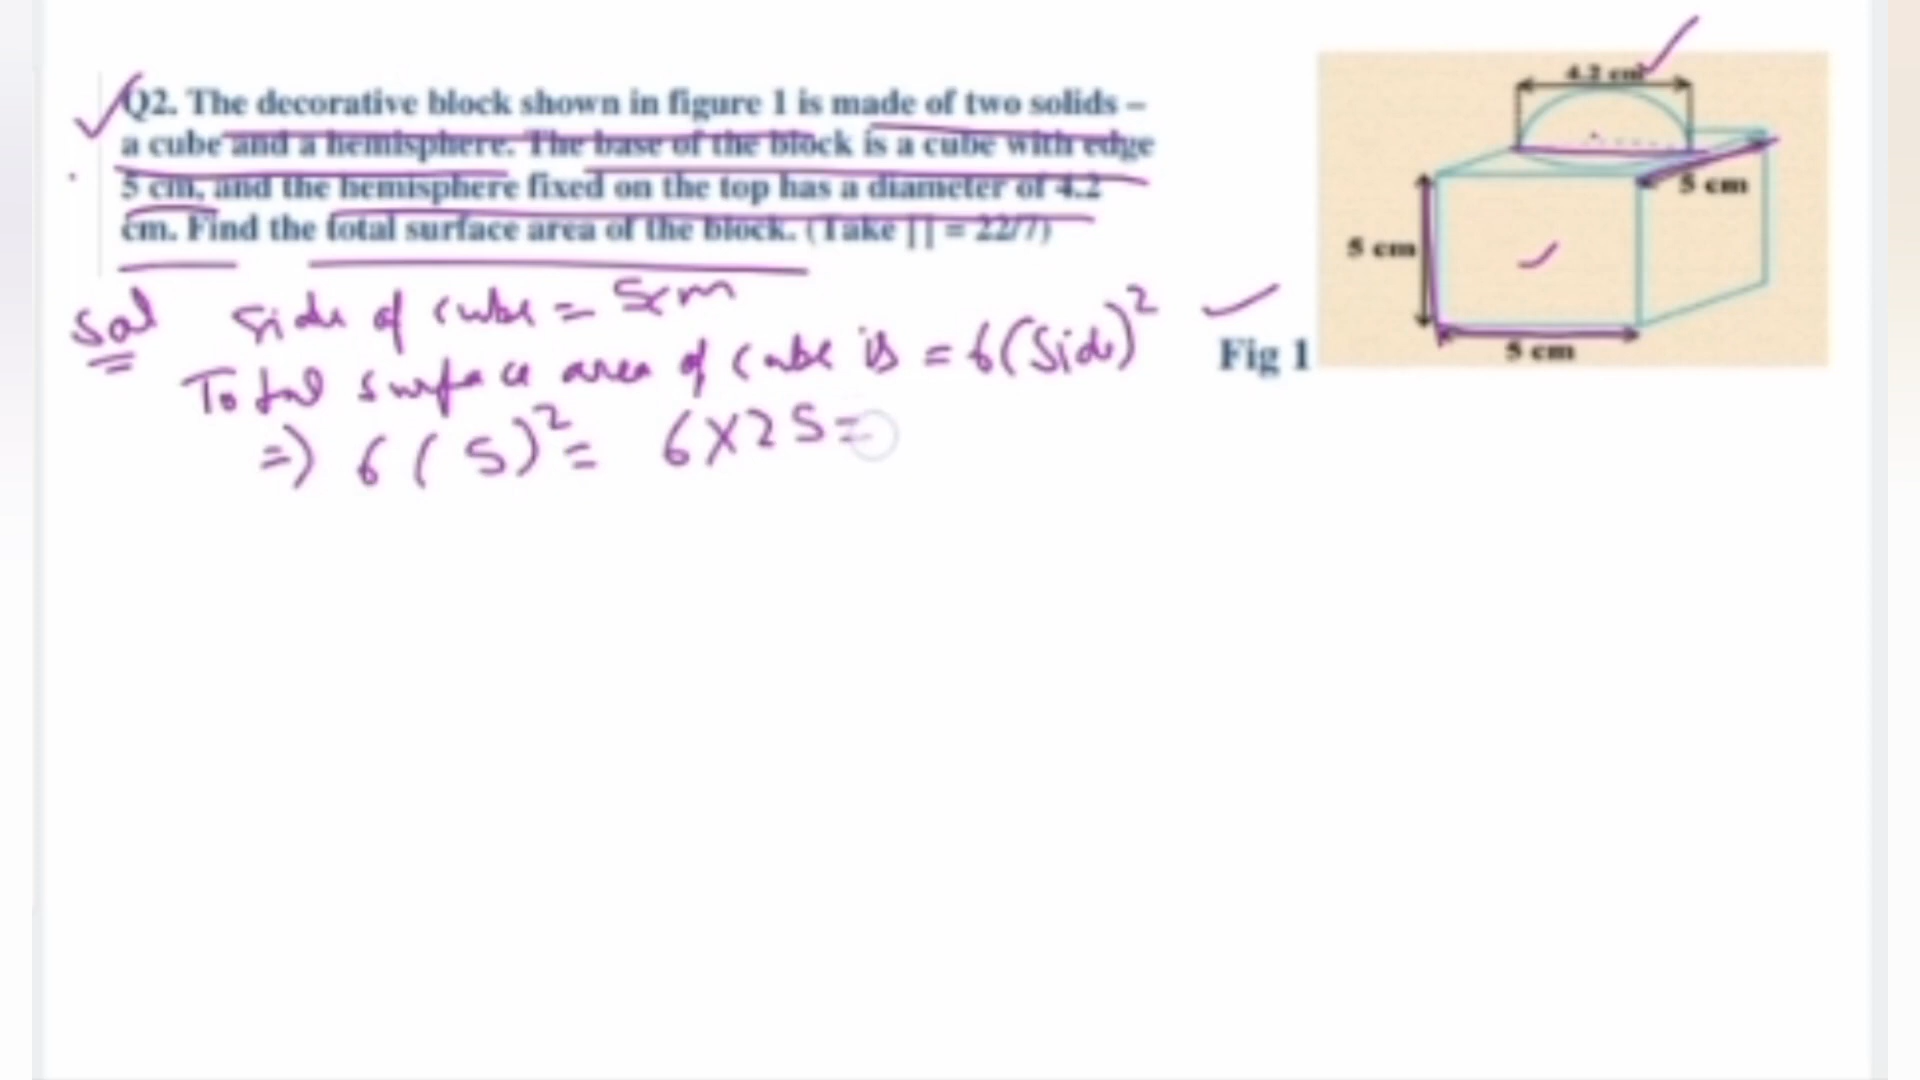 Q2. The decorative block shown in figure 1 is made of two solids –
a cube and a hemisphere. The base of the block is a cube with edge
5 cm, and the hemisphere fixed on the top has a diameter of 4.2
cm. Find the total surface area of the block. (Take ∏ = 22/7)
4.2 cm
5 cm
5 cm
5 cm
Fig 1
Sol Side of cube = 5cm
Total surface area of cube is = 6(Side)²
=) 6(5)² = 6X25=